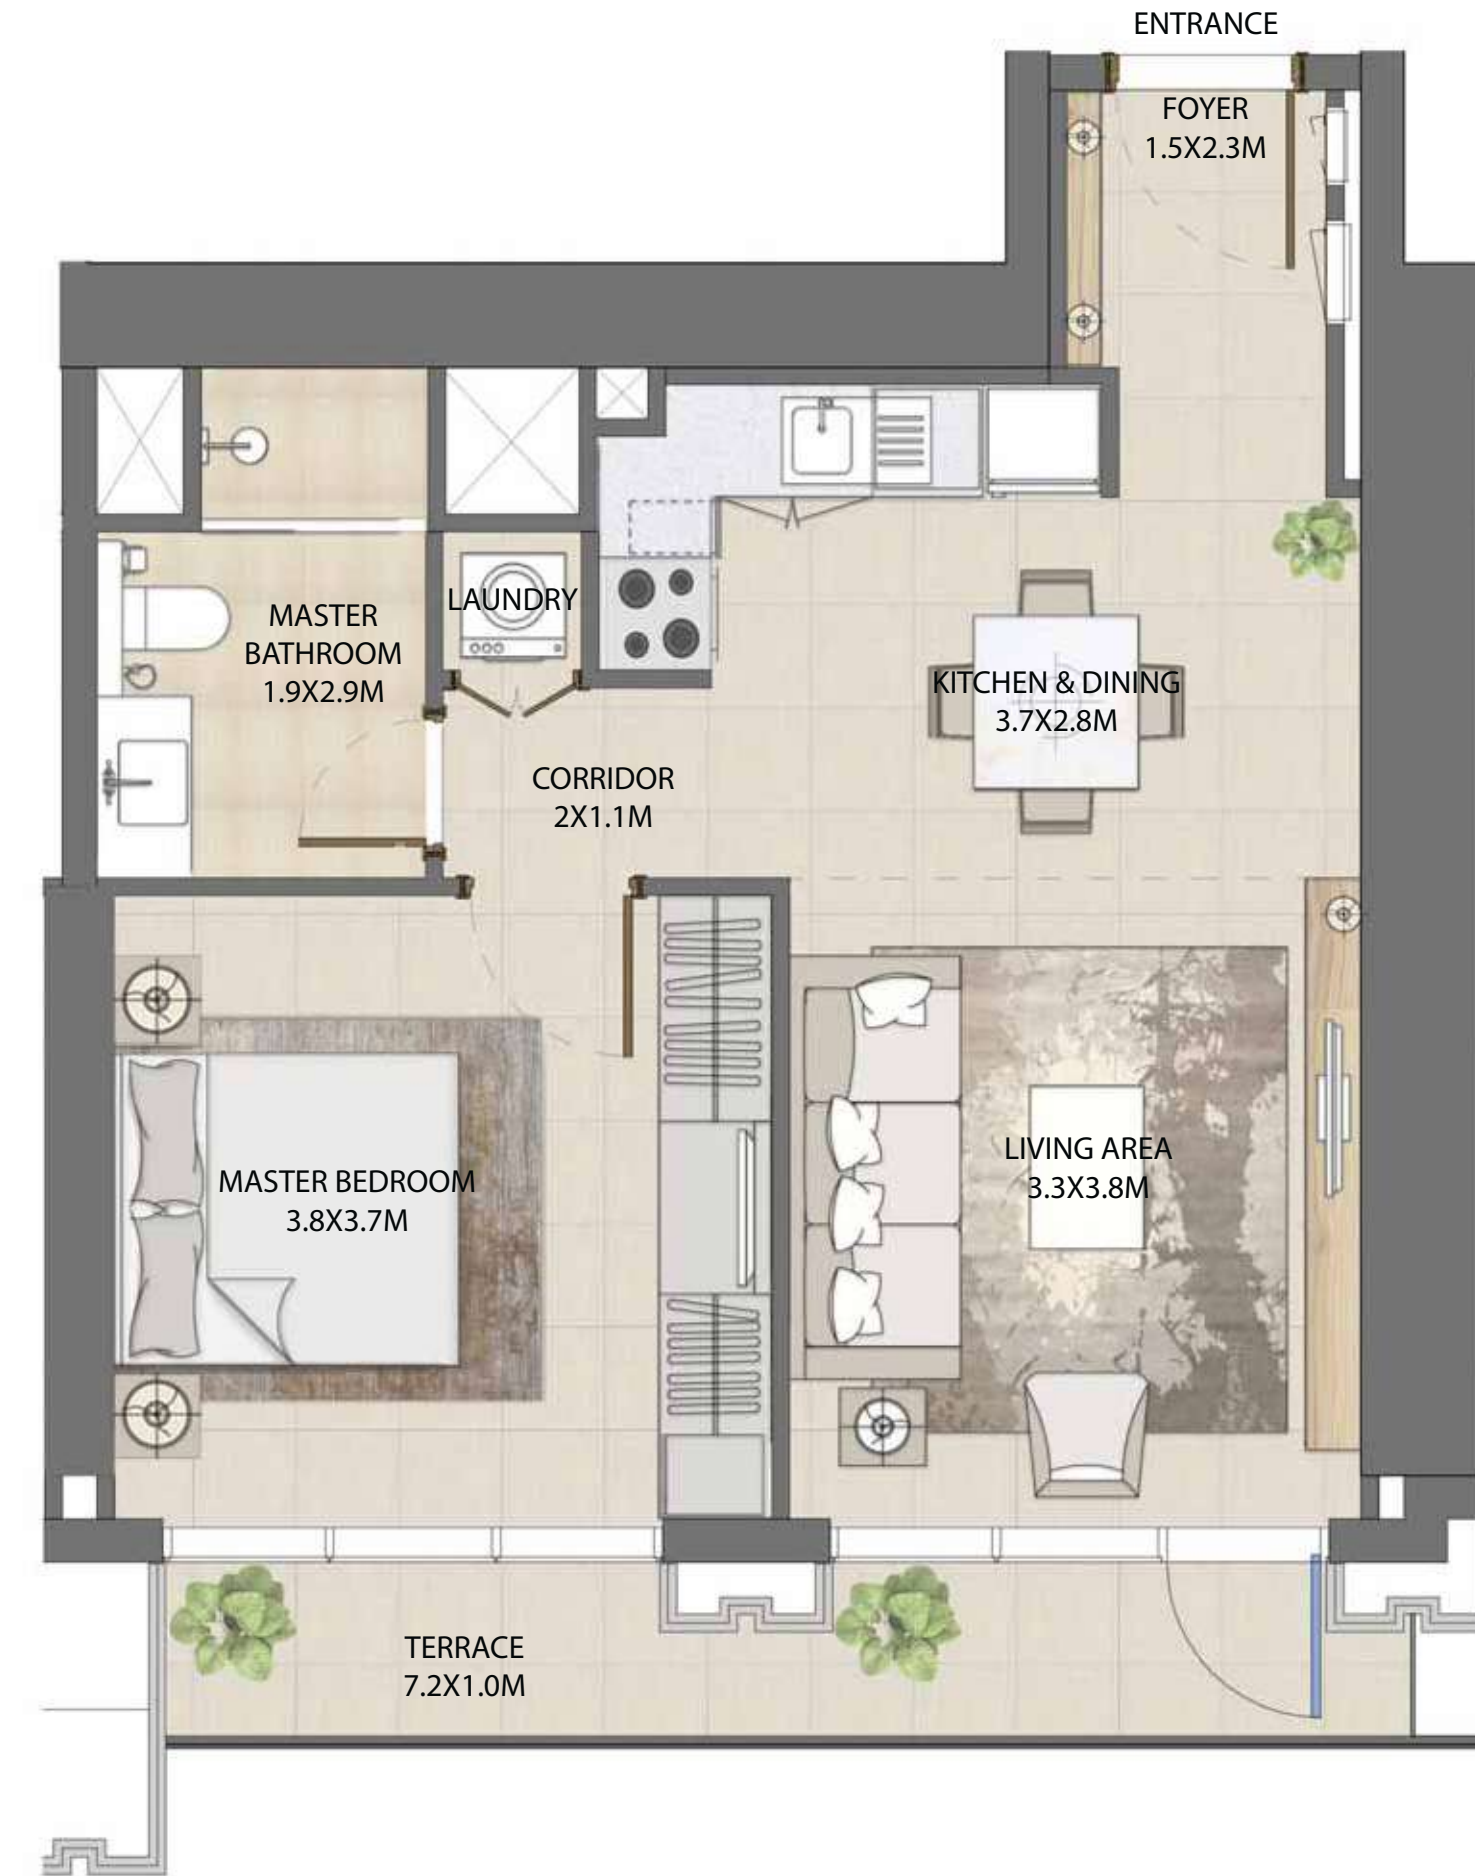 ENTRANCE
FOYER
1.5X2.3M
LAUNDRY
MASTER
BATHROOM
1.9X2.9M
KITCHEN & DINING
3.7X2.8M
CORRIDOR
2X1.1M
LIVING AREA
3.3X3.8M
MASTER BEDROOM
3.8X3.7M
TERRACE
7.2X1.0M